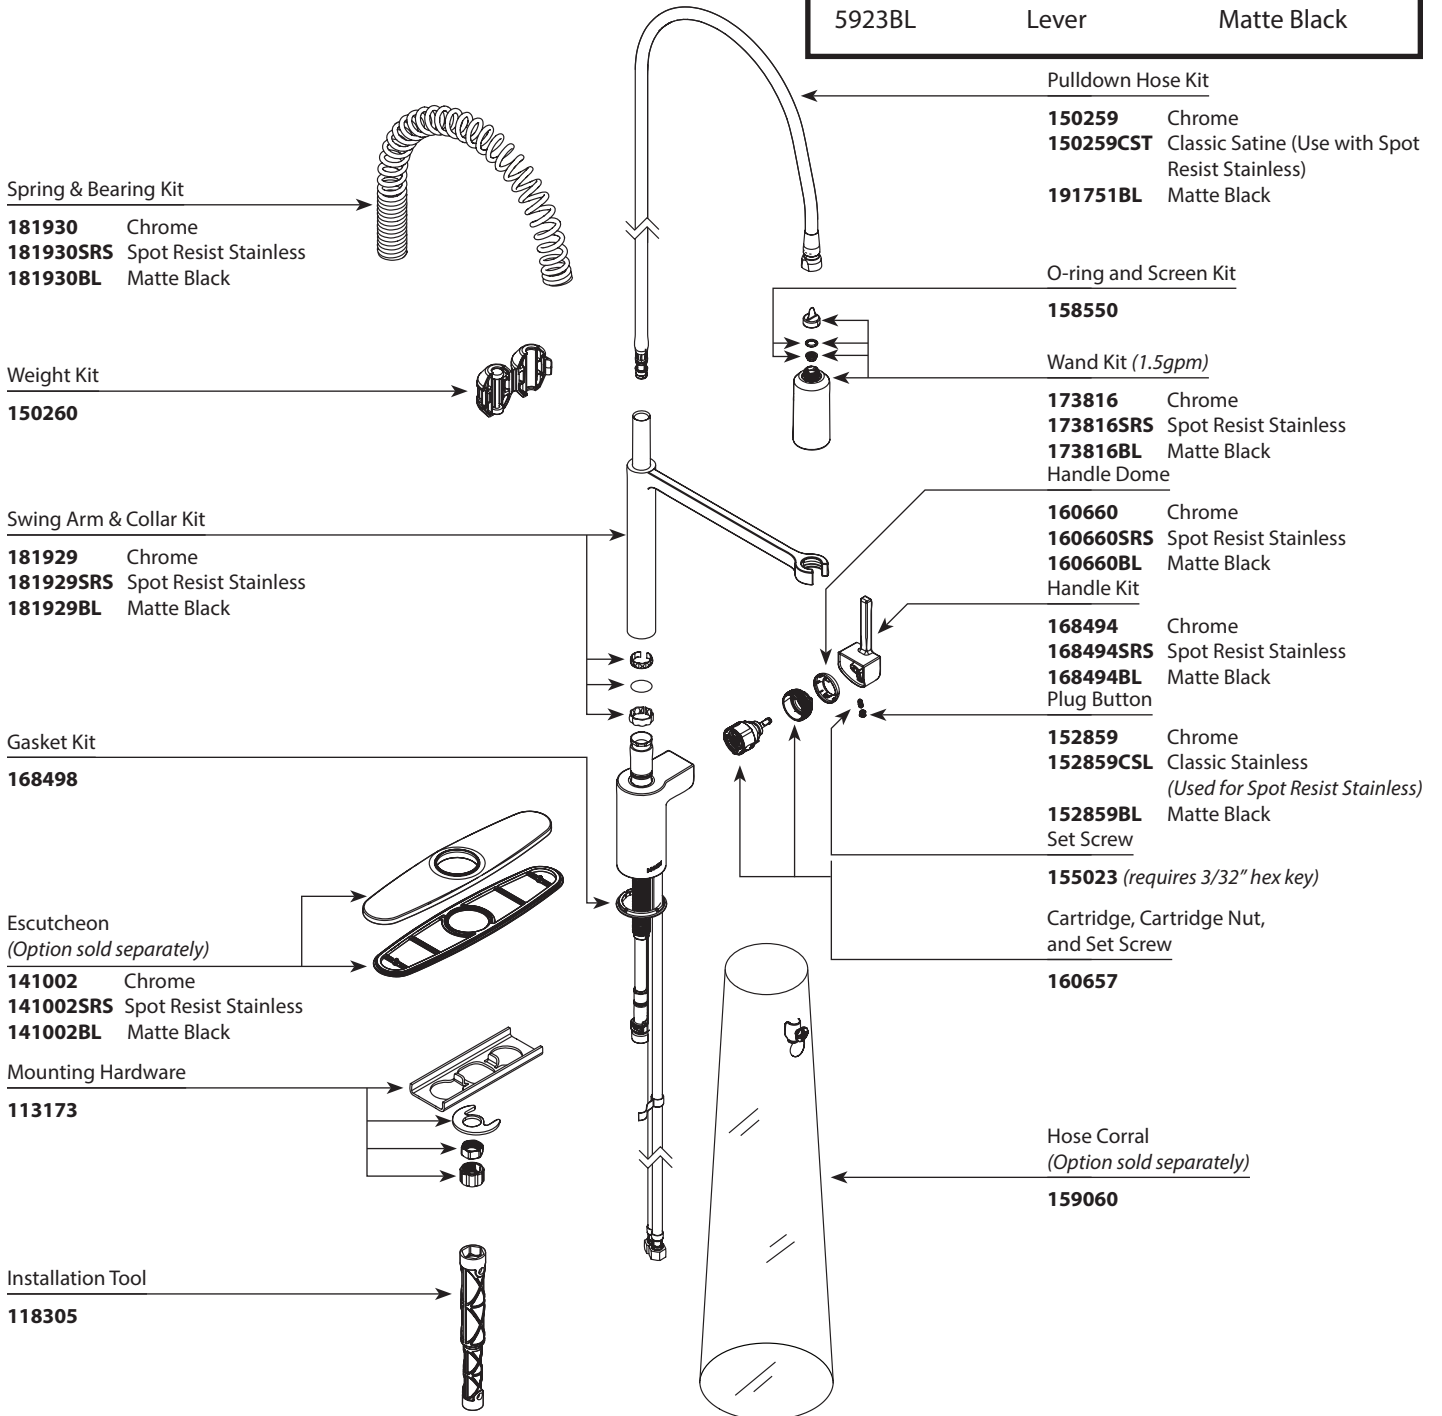 5923BL Lever Matte Black
Pulldown Hose Kit
150259 Chrome
150259CST Classic Satine (Use with Spot
Resist Stainless)
191751BL Matte Black
Spring & Bearing Kit
181930 Chrome
181930SRS Spot Resist Stainless
181930BL Matte Black
O-ring and Screen Kit
158550
Weight Kit
150260
Wand Kit (1.5gpm)
173816 Chrome
173816SRS Spot Resist Stainless
173816BL Matte Black
Handle Dome
160660 Chrome
160660SRS Spot Resist Stainless
160660BL Matte Black
Swing Arm & Collar Kit
181929 Chrome
181929SRS Spot Resist Stainless
181929BL Matte Black
Handle Kit
168494 Chrome
168494SRS Spot Resist Stainless
168494BL Matte Black
Plug Button
152859 Chrome
152859CSL Classic Stainless
(Used for Spot Resist Stainless)
152859BL Matte Black
Gasket Kit
168498
Set Screw
155023 (requires 3/32" hex key)
Cartridge, Cartridge Nut,
and Set Screw
160657
Escutcheon
(Option sold separately)
141002 Chrome
141002SRS Spot Resist Stainless
141002BL Matte Black
Mounting Hardware
113173
Hose Corral
(Option sold separately)
159060
Installation Tool
118305